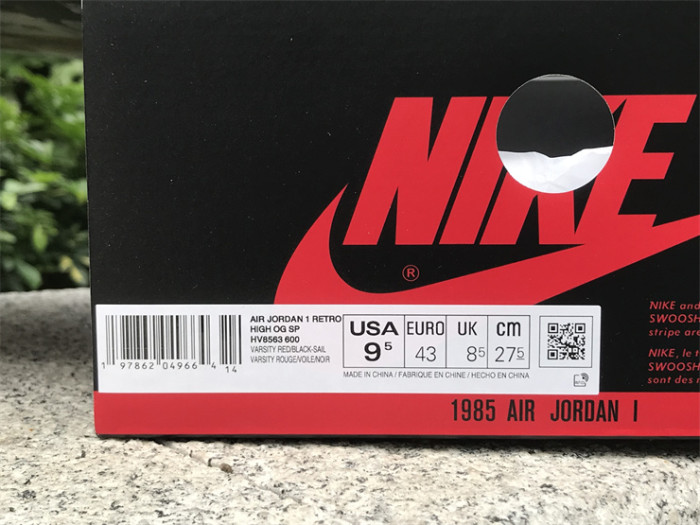 NIKE
®
NIKE and
SWOOSH
stripe are
NIKE, le
SWOOSH
sont des
AIR JORDAN 1 RETRO
HIGH OG SP
HV8563 600
VARSITY RED/BLACK-SAIL
VARSITY ROUGE/VOILE/NOIR
1 97862 04966 4 14
USA EURO UK cm
9⁵ 43 8⁵ 27⁵
MADE IN CHINA / FABRIQUE EN CHINE / HECHO EN CHINA
1985 AIR JORDAN I